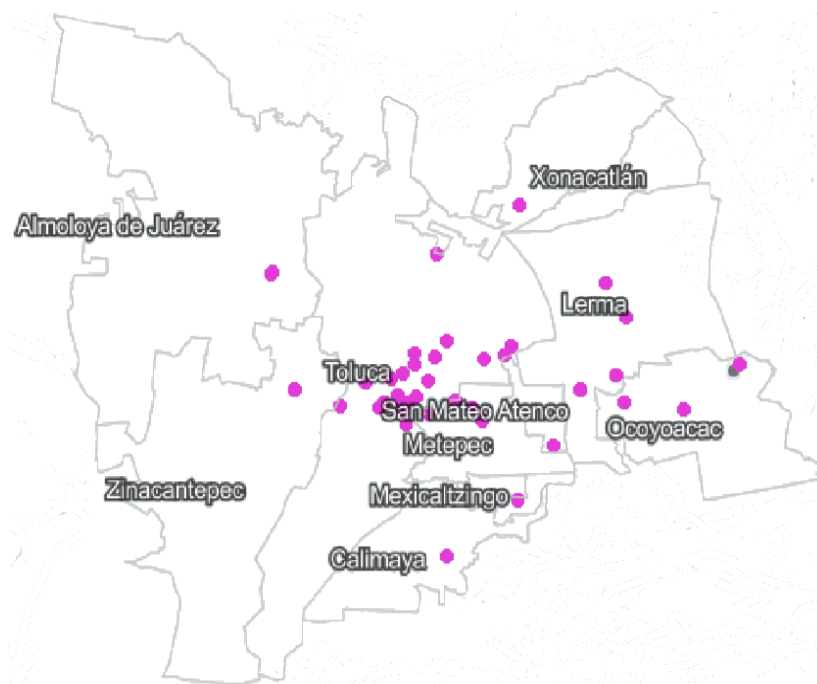 Xonacatlán
Almoloya de Juárez
Lerma
Toluca
San Mateo Atenco
Ocoyoacac
Metepec
Zinacantepec
Mexicaltzingo
Calimaya